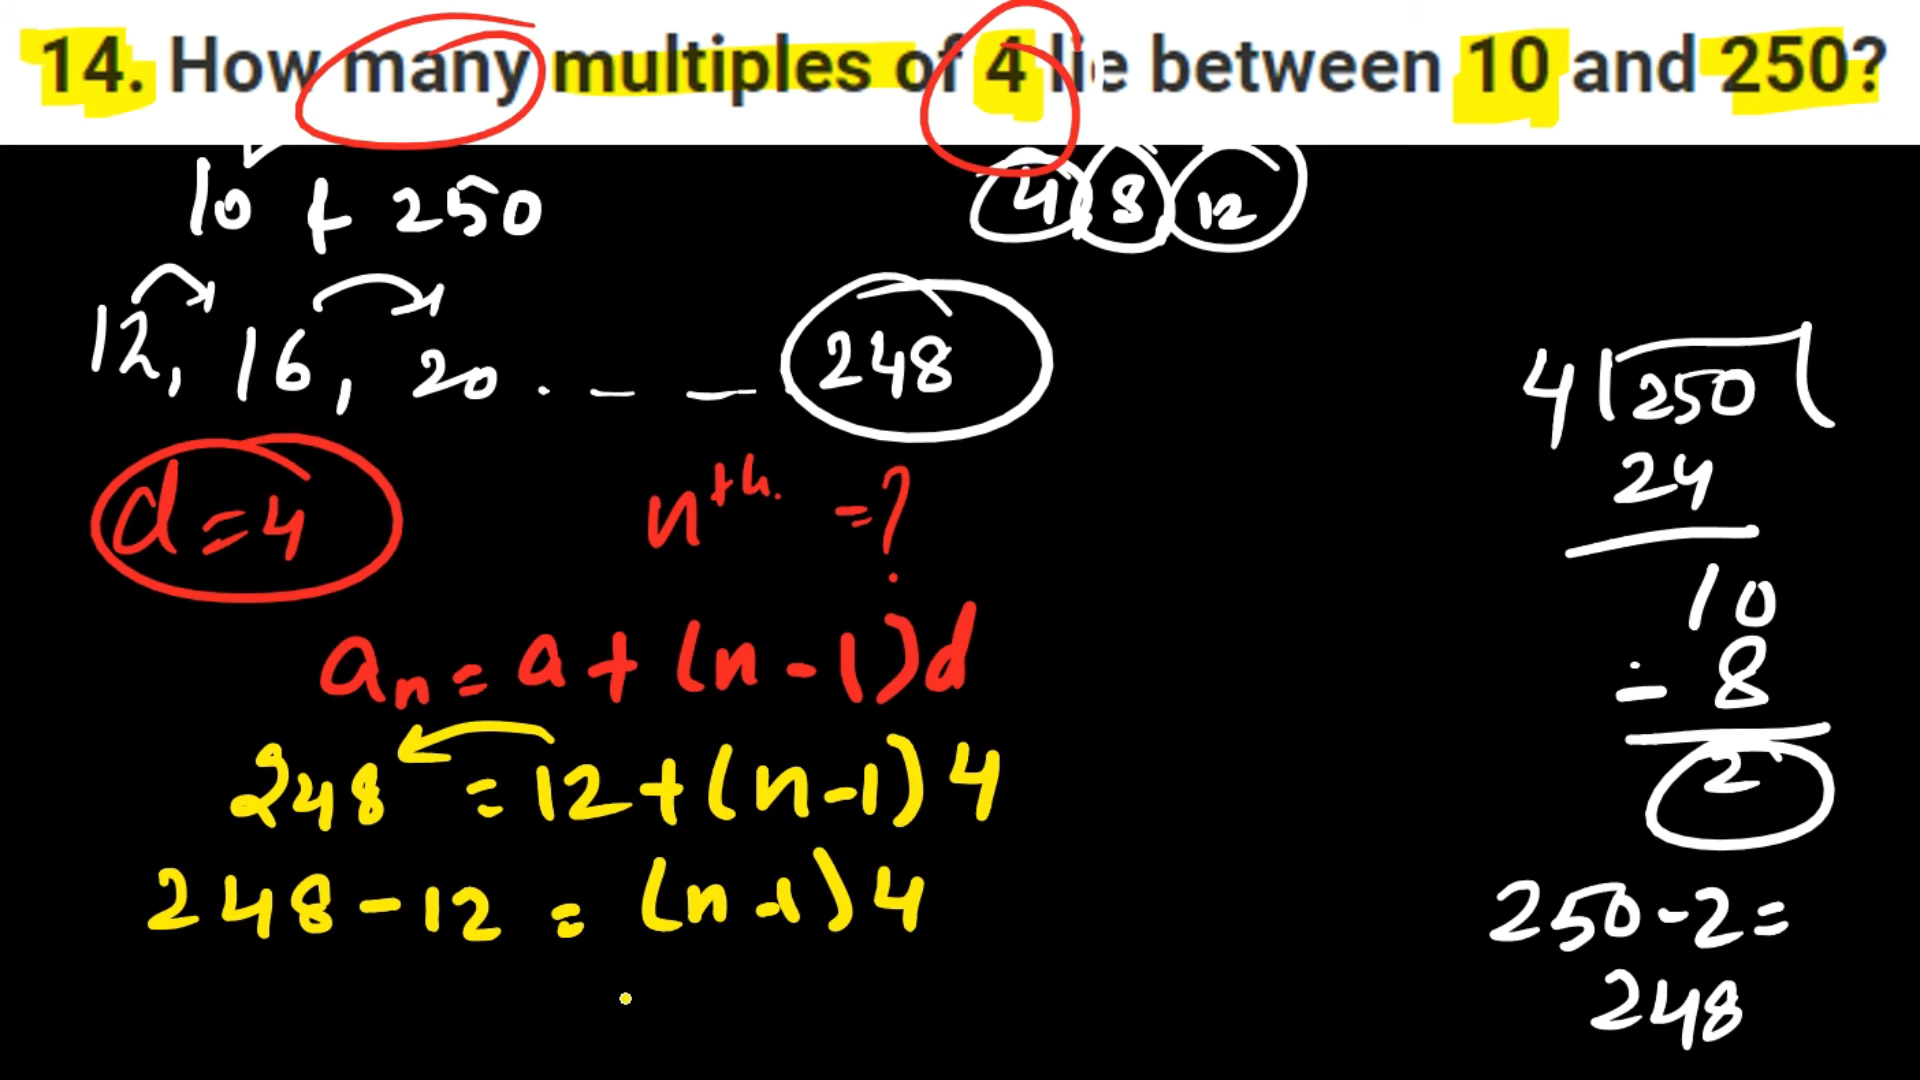 14. How many multiples of 4 lie between 10 and 250?
10 + 250
4 8 12
12, 16, 20 . _ _ 248
d = 4
nth. = ?
an = a + (n - 1)d
248 = 12 + (n - 1) 4
248 - 12 = (n - 1) 4
4 250
24
10
- 8
2
250 - 2 =
248